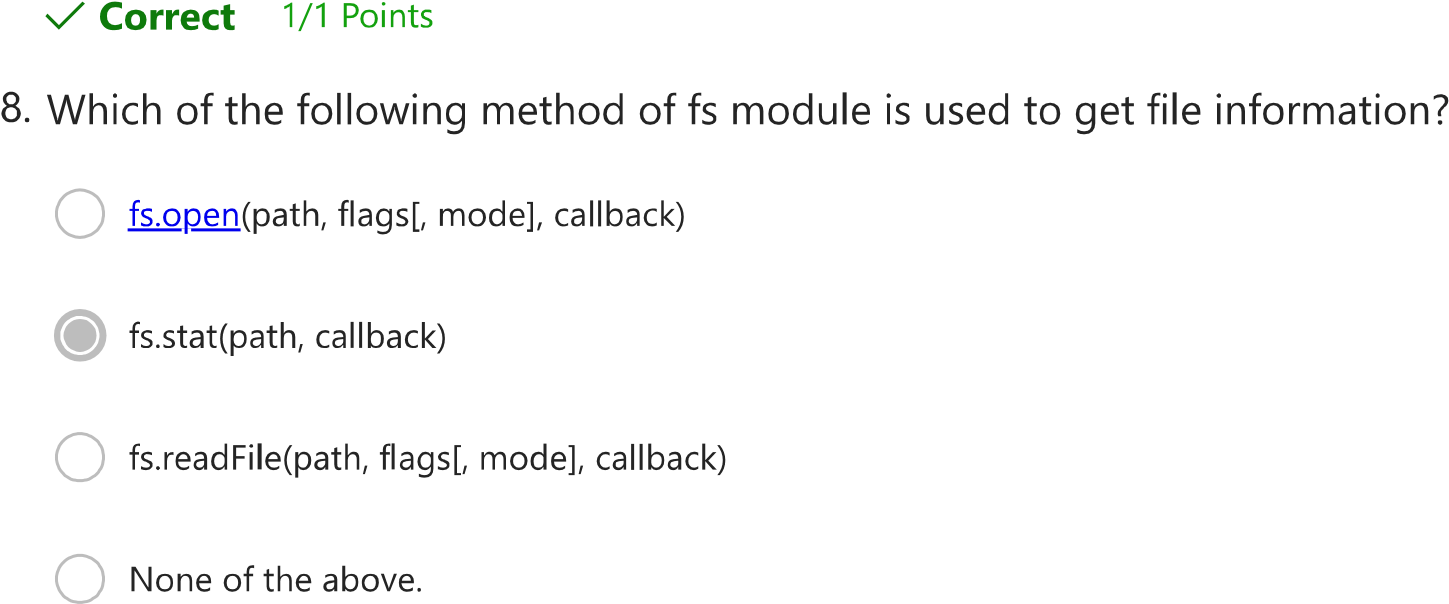 Correct 1/1 Points
8. Which of the following method of fs module is used to get file information?
fs.open(path, flags[, mode], callback)
fs.stat(path, callback)
fs.readFile(path, flags[, mode], callback)
None of the above.